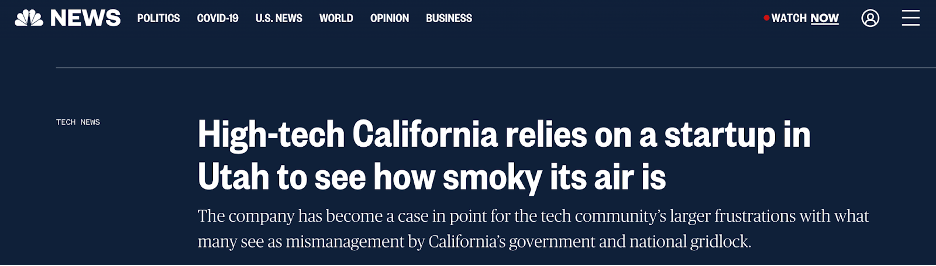 NEWS POLITICS COVID-19 U.S. NEWS WORLD OPINION BUSINESS WATCH NOW
TECH NEWS
High-tech California relies on a startup in
Utah to see how smoky its air is
The company has become a case in point for the tech community’s larger frustrations with what
many see as mismanagement by California’s government and national gridlock.